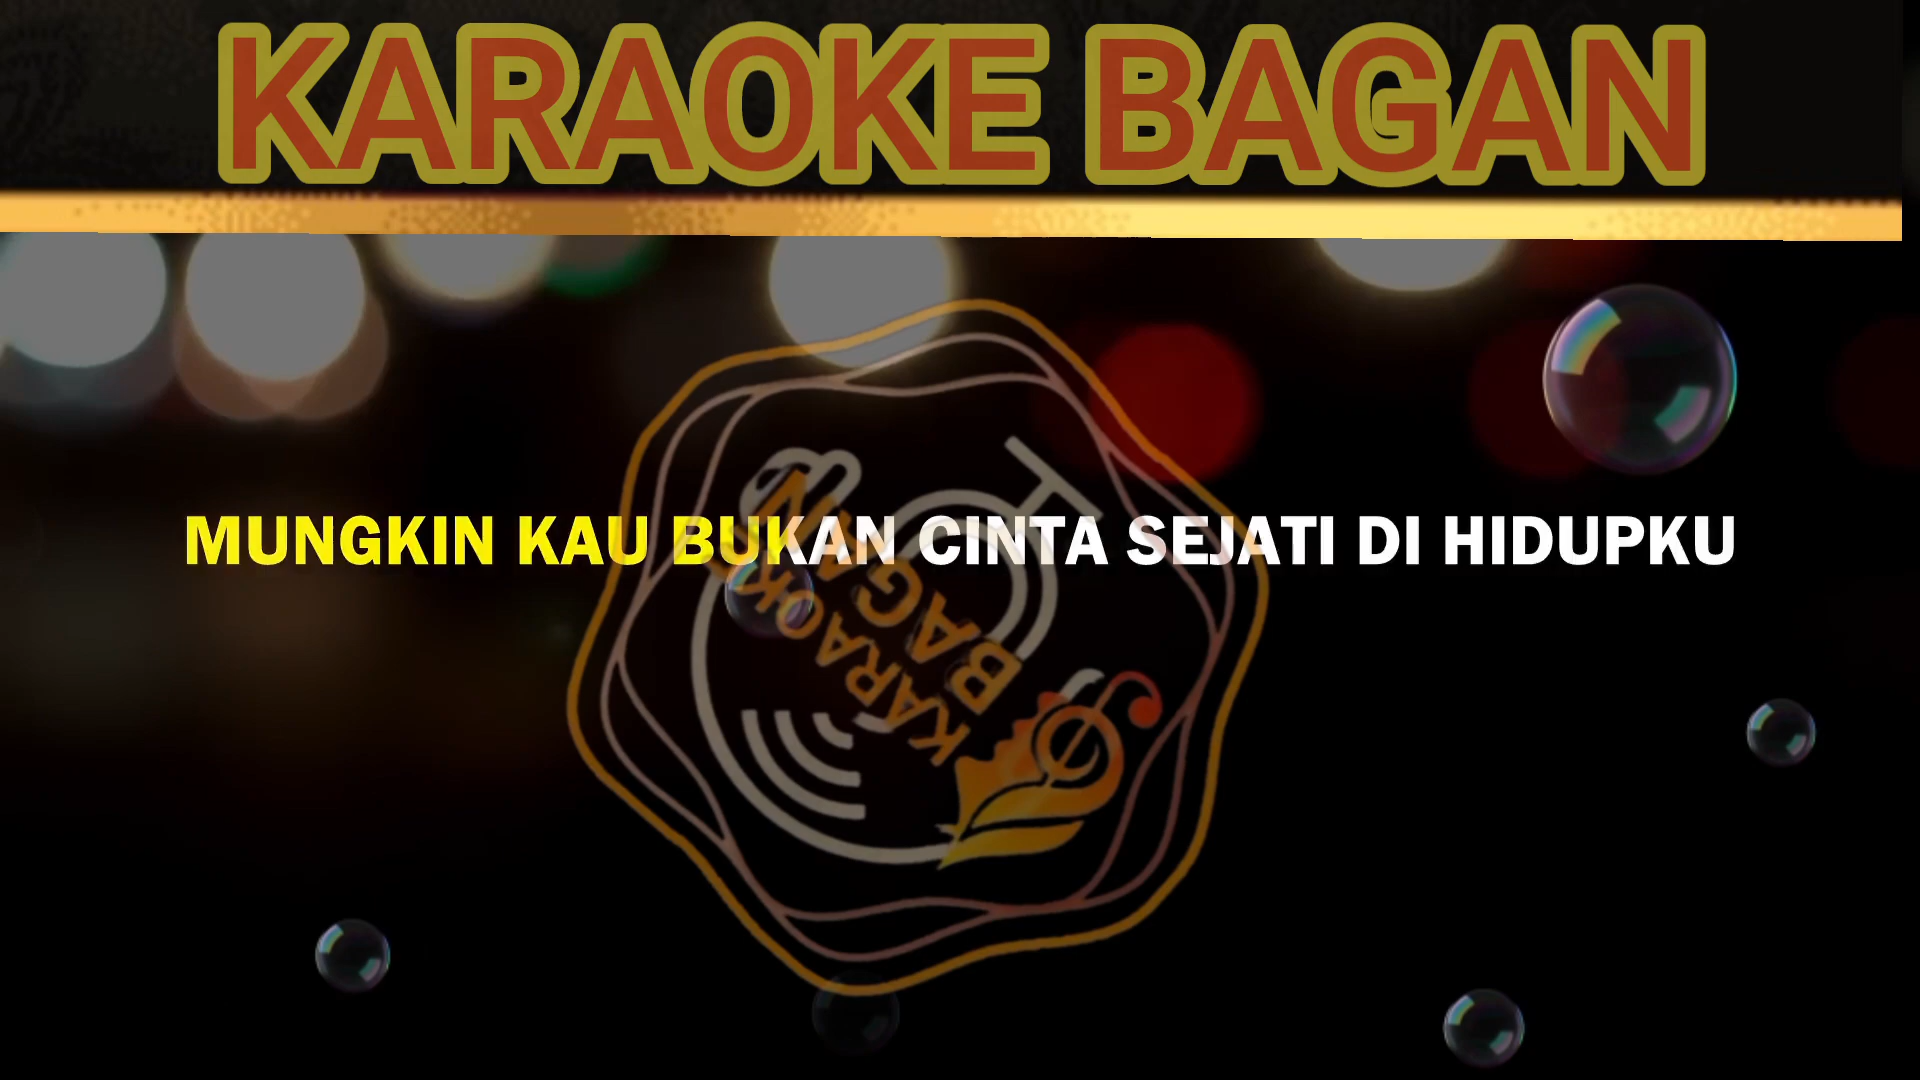 KARAOKE BAGAN
MUNGKIN KAU BUKAN CINTA SEJATI DI HIDUPKU
KARAOKE
BAGAN